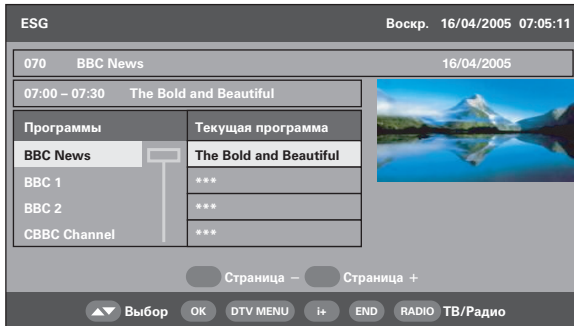 ESG Воскр. 16/04/2005 07:05:11
070 BBC News 16/04/2005
07:00 – 07:30 The Bold and Beautiful
Программы Текущая программа
BBC News The Bold and Beautiful
BBC 1 ***
BBC 2 ***
CBBC Channel ***
Страница – Страница +
Выбор OK DTV MENU i+ END RADIO ТВ/Радио